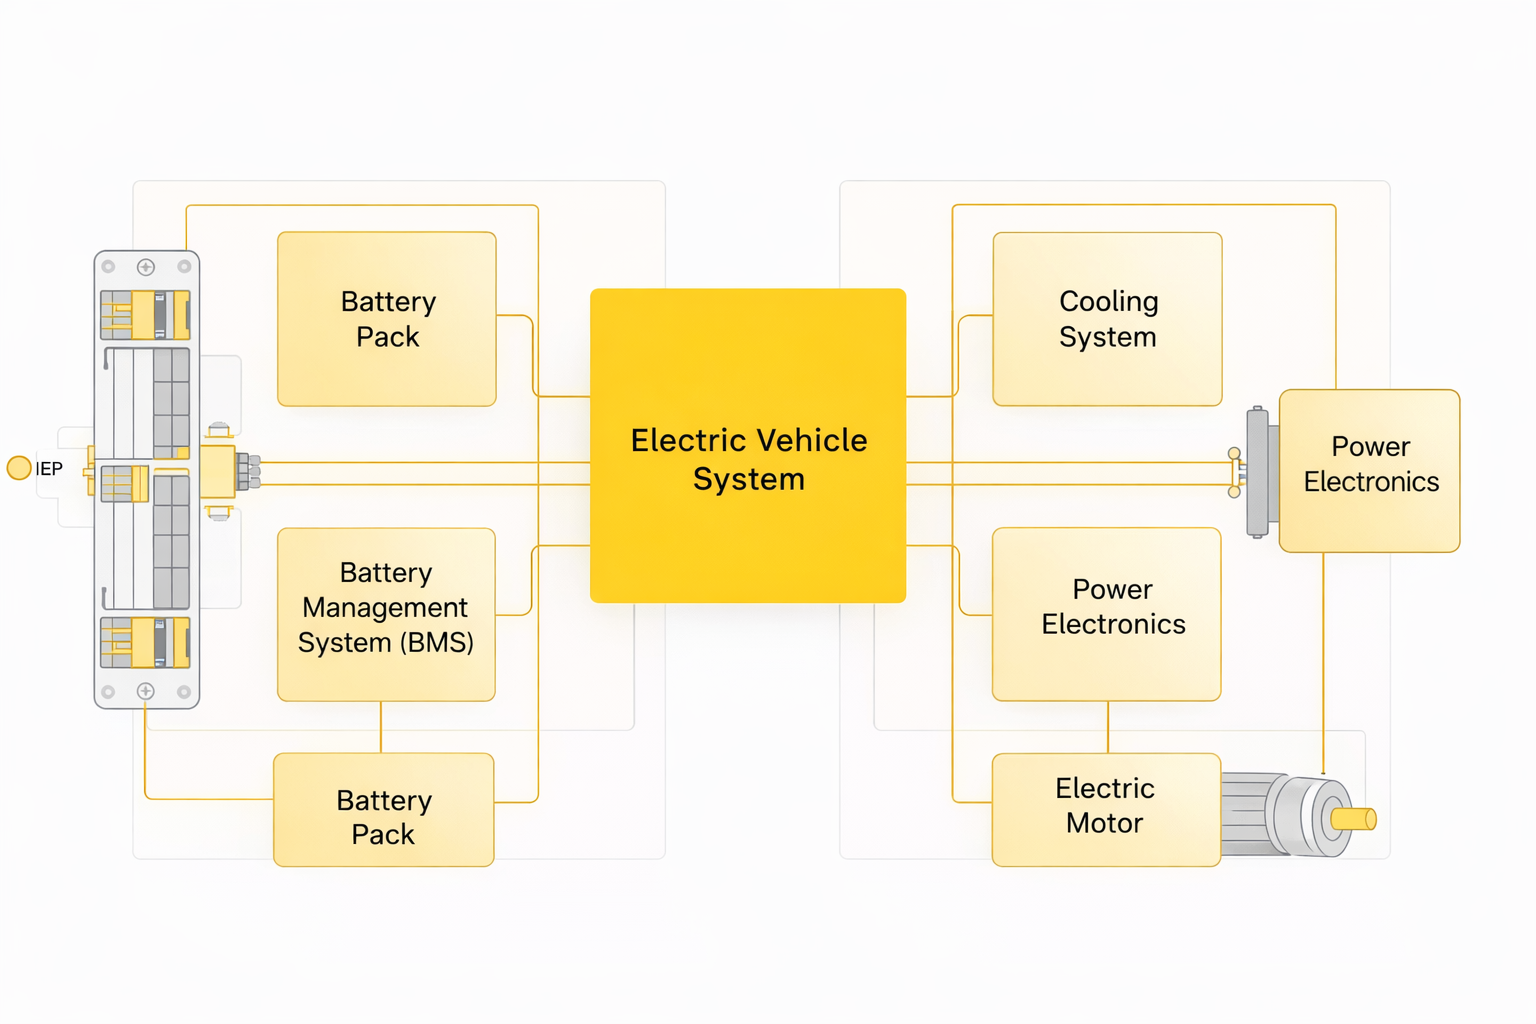 Battery
Pack
Cooling
System
Electric Vehicle
System
Power
Electronics
IEP
Battery
Management
System (BMS)
Power
Electronics
Battery
Pack
Electric
Motor